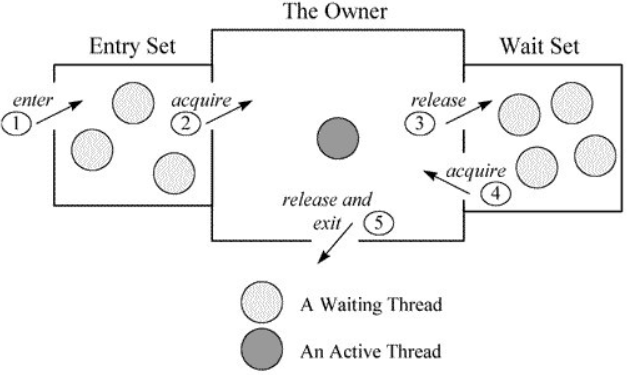 The Owner
Entry Set
Wait Set
enter
1
acquire
2
release
3
acquire
4
release and
exit
5
A Waiting Thread
An Active Thread